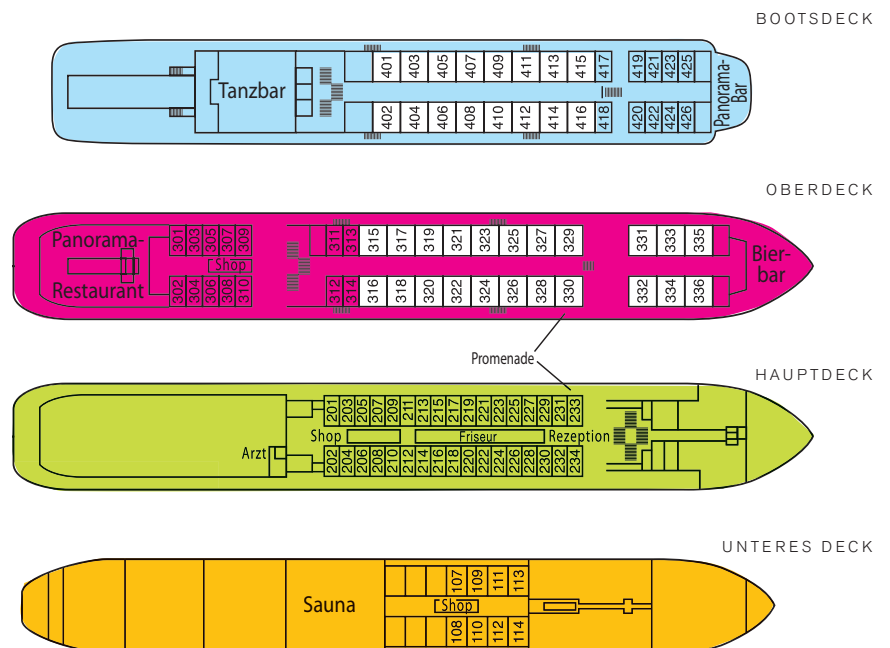 BOOTSDECK
401 403 405 407 409 411 413 415 417 419 421 423 425
Tanzbar
Panorama-
Bar
402 404 406 408 410 412 414 416 418 420 422 424 426
OBERDECK
Panorama-
Restaurant
301 303 305 307 309 311 313 315 317 319 321 323 325 327 329 331 333 335
Shop
Bier-
bar
302 304 306 308 310 312 314 316 318 320 322 324 326 328 330 332 334 336
Promenade
HAUPTDECK
201 203 205 207 209 211 213 215 217 219 221 223 225 227 229 231 233
Shop Friseur Rezeption
Arzt
202 204 206 208 210 212 214 216 218 220 222 224 226 228 230 232 234
UNTERES DECK
107 109 111 113
Sauna
Shop
108 110 112 114